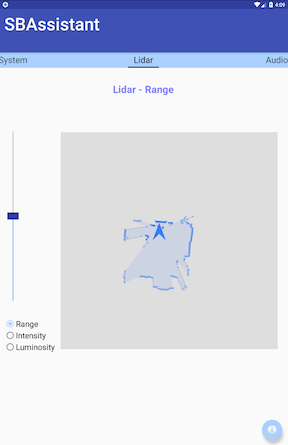 4:09
SBAssistant
System
Lidar
Audio
Lidar - Range
Range
Intensity
Luminosity